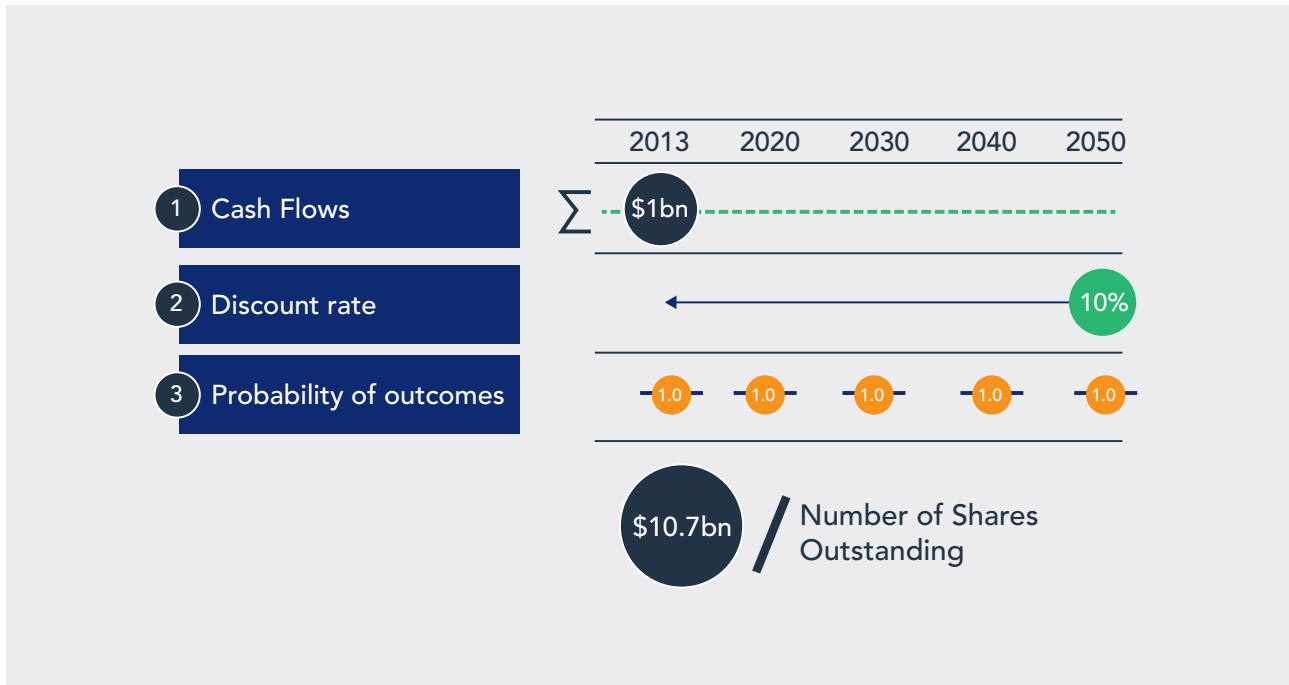 2013 2020 2030 2040 2050
1 Cash Flows
∑ $1bn
2 Discount rate
10%
3 Probability of outcomes
1.0 1.0 1.0 1.0 1.0
$10.7bn / Number of Shares
Outstanding